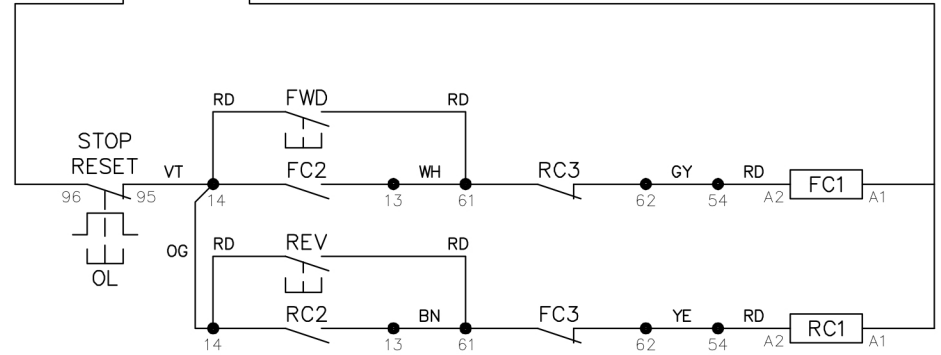 RD FWD RD
STOP
RESET VT FC2 WH RC3 GY RD FC1
96 95 14 13 61 62 54 A2 A1
OG RD REV RD
OL
RC2 BN FC3 YE RD RC1
14 13 61 62 54 A2 A1